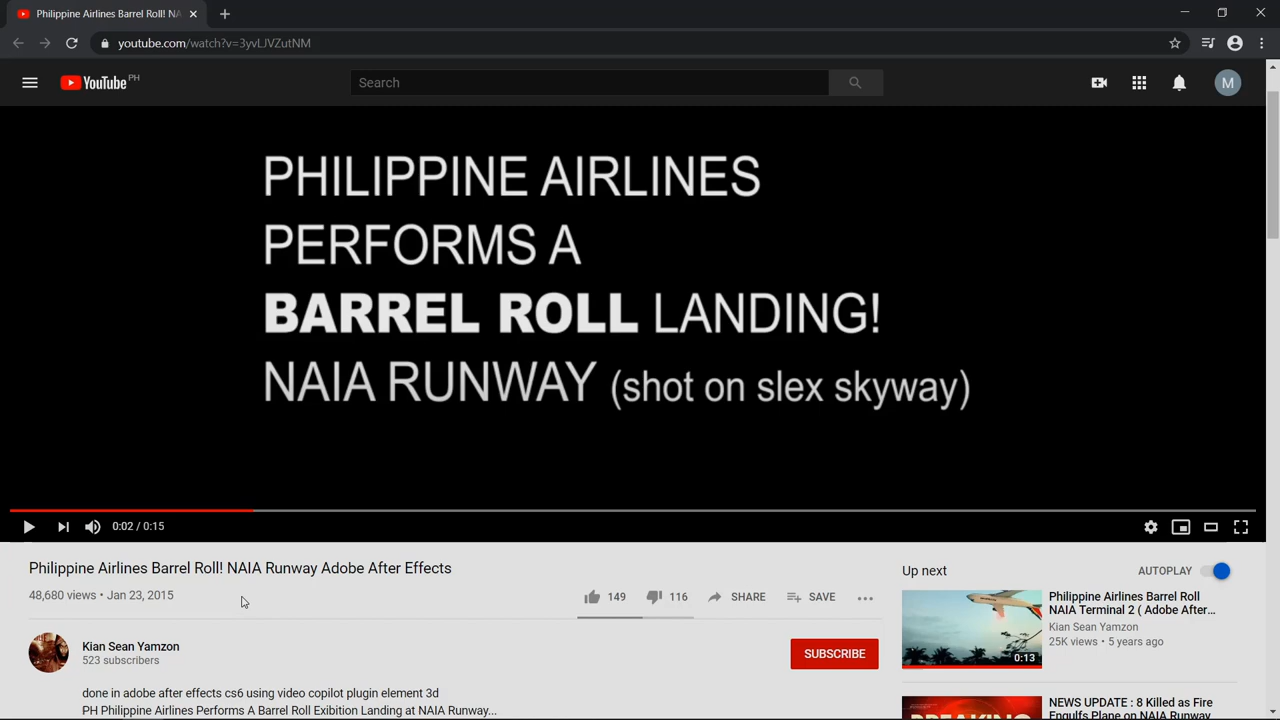 Philippine Airlines Barrel Roll! NA
youtube.com/watch?v=3yvLJVZutNM
YouTube PH
Search
M
PHILIPPINE AIRLINES
PERFORMS A
BARREL ROLL LANDING!
NAIA RUNWAY (shot on slex skyway)
0:02 / 0:15
Philippine Airlines Barrel Roll! NAIA Runway Adobe After Effects
48,680 views • Jan 23, 2015
149 116 SHARE SAVE
Kian Sean Yamzon
523 subscribers
SUBSCRIBE
done in adobe after effects cs6 using video copilot plugin element 3d
PH Philippine Airlines Performs A Barrel Roll Exibition Landing at NAIA Runway...
Up next
AUTOPLAY
Philippine Airlines Barrel Roll
NAIA Terminal 2 ( Adobe After...
Kian Sean Yamzon
25K views • 5 years ago
0:13
NEWS UPDATE : 8 Killed as Fire
Engulfs Plane on NAIA Runway
BREAKING